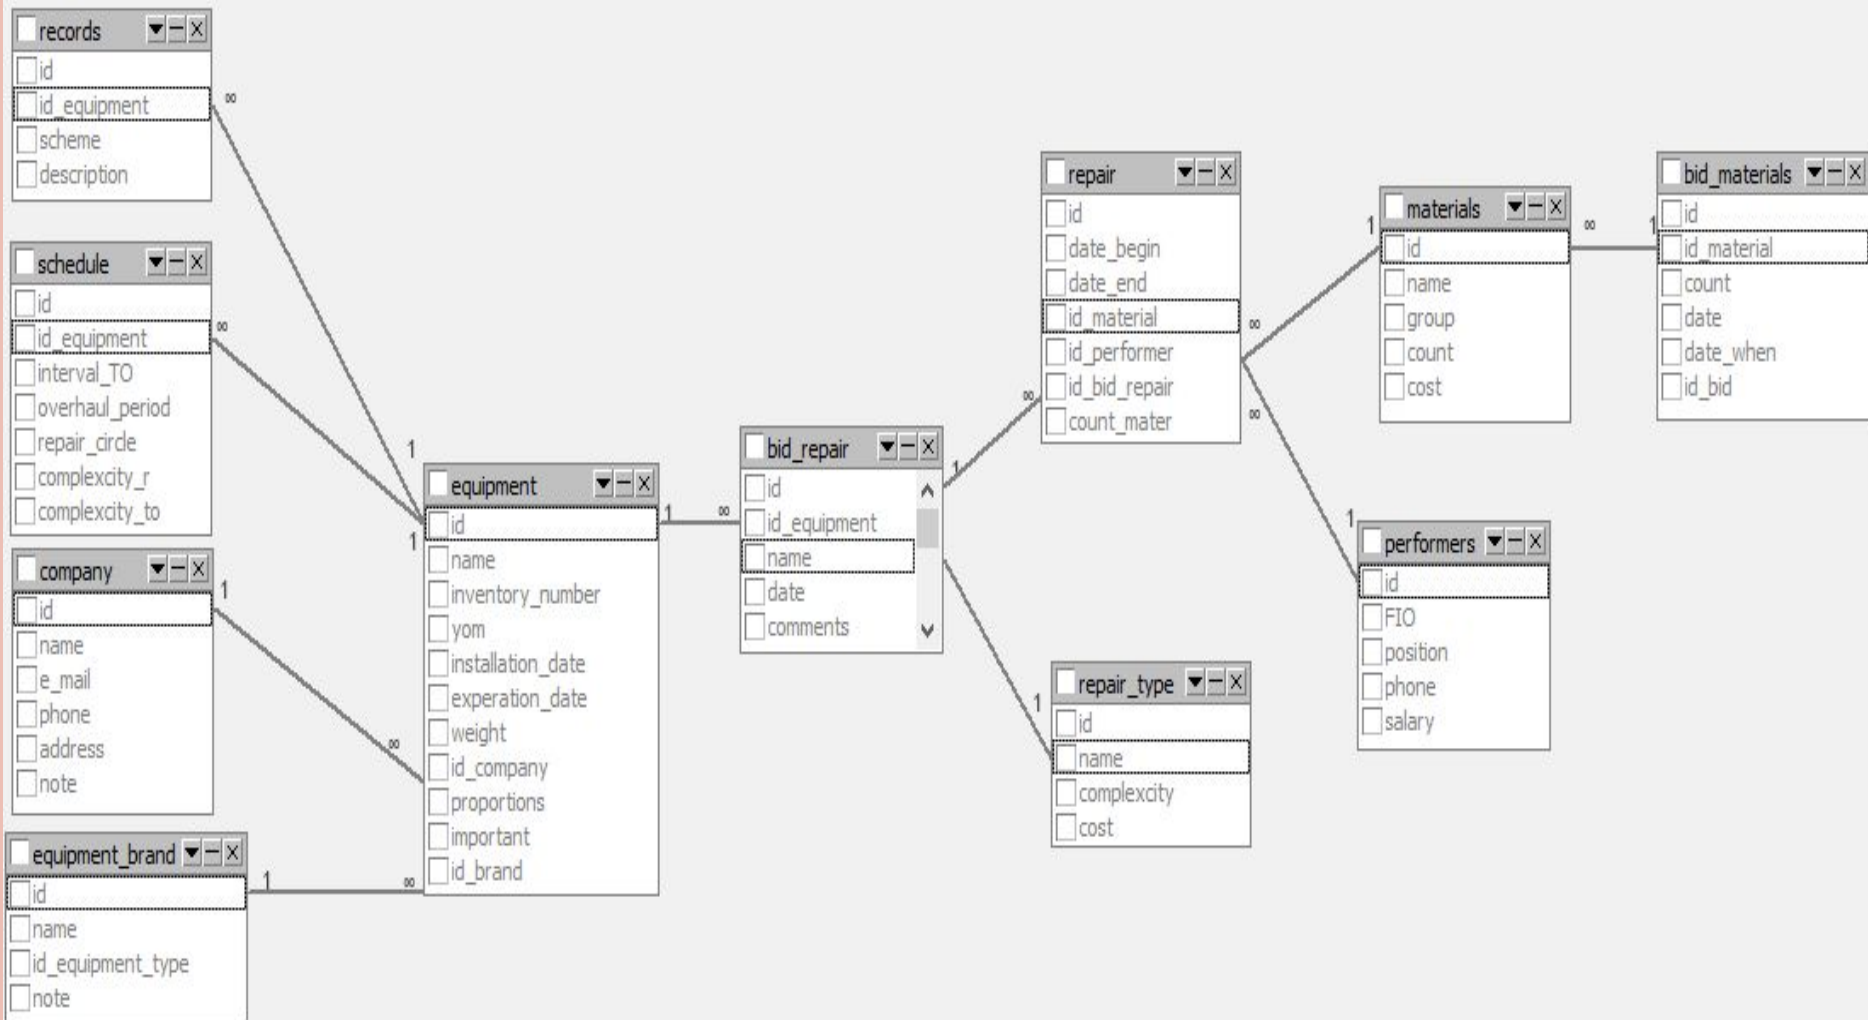 records
id
id_equipment
scheme
description
∞
schedule
id
id_equipment
interval_TO
overhaul_period
repair_circle
complexcity_r
complexcity_to
∞
company
id
name
e_mail
phone
address
note
1
∞
equipment_brand
id
name
id_equipment_type
note
1
∞
1
1
equipment
id
name
inventory_number
yom
installation_date
experation_date
weight
id_company
proportions
important
id_brand
1
∞
bid_repair
id
id_equipment
name
date
comments
1
∞
1
repair
id
date_begin
date_end
id_material
id_performer
id_bid_repair
count_mater
∞
∞
repair_type
id
name
complexcity
cost
1
materials
id
name
group
count
cost
1
performers
id
FIO
position
phone
salary
∞
1
bid_materials
id
id_material
count
date
date_when
id_bid